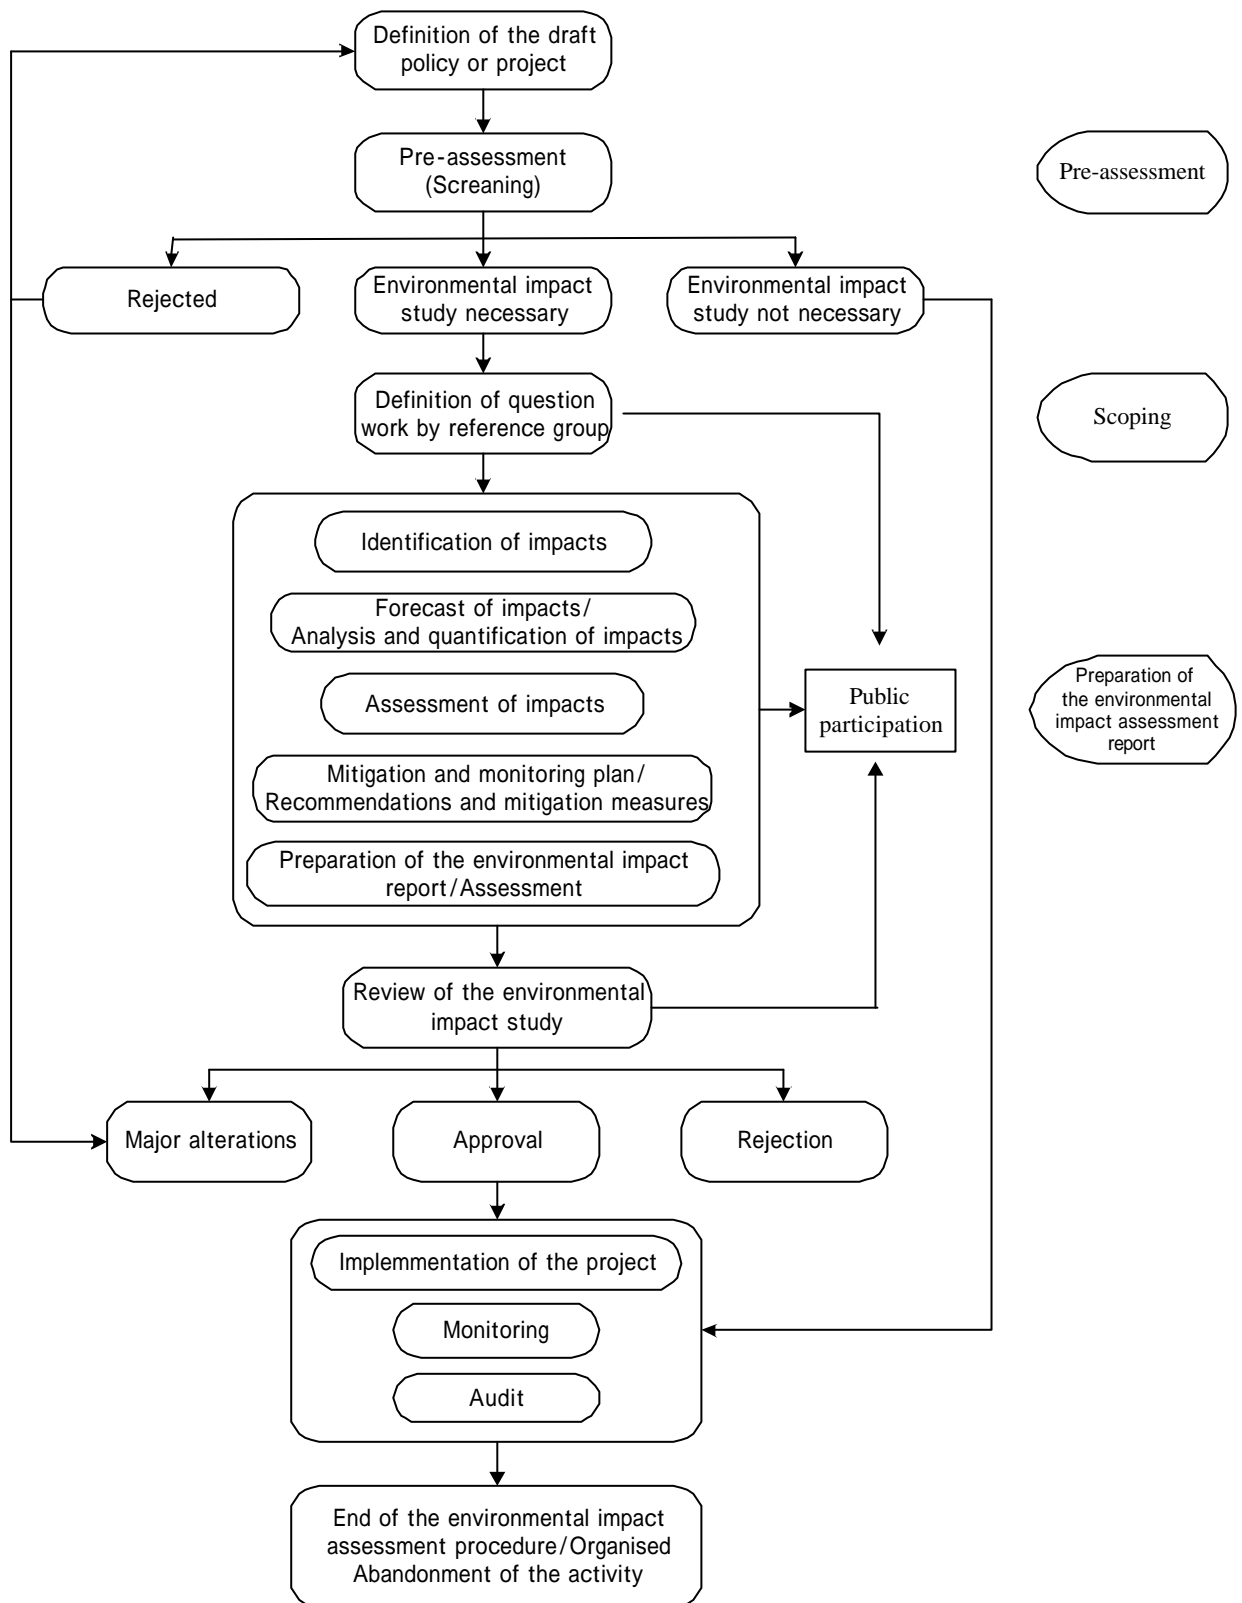 Definition of the draft
policy or project
Pre-assessment
(Screaning)
Pre-assessment
Rejected
Environmental impact
study necessary
Environmental impact
study not necessary
Definition of question
work by reference group
Scoping
Identification of impacts
Forecast of impacts/
Analysis and quantification of impacts
Assessment of impacts
Mitigation and monitoring plan/
Recommendations and mitigation measures
Preparation of the environmental impact
report/Assessment
Public
participation
Preparation of
the environmental
impact assessment
report
Review of the environmental
impact study
Major alterations
Approval
Rejection
Implemmentation of the project
Monitoring
Audit
End of the environmental impact
assessment procedure/Organised
Abandonment of the activity